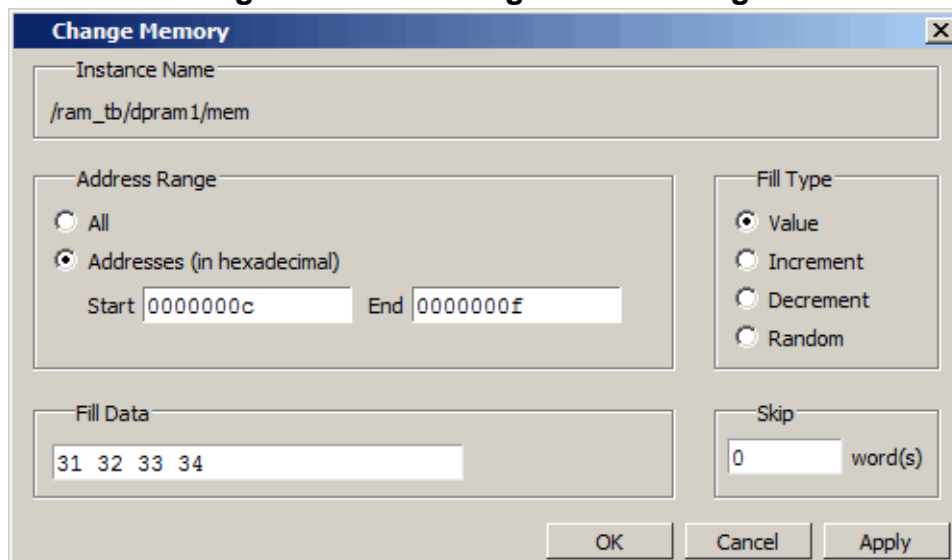 Change Memory
Instance Name
/ram_tb/dpram1/mem
Address Range
All
Addresses (in hexadecimal)
Start 0000000c End 0000000f
Fill Type
Value
Increment
Decrement
Random
Fill Data
31 32 33 34
Skip
0 word(s)
OK Cancel Apply